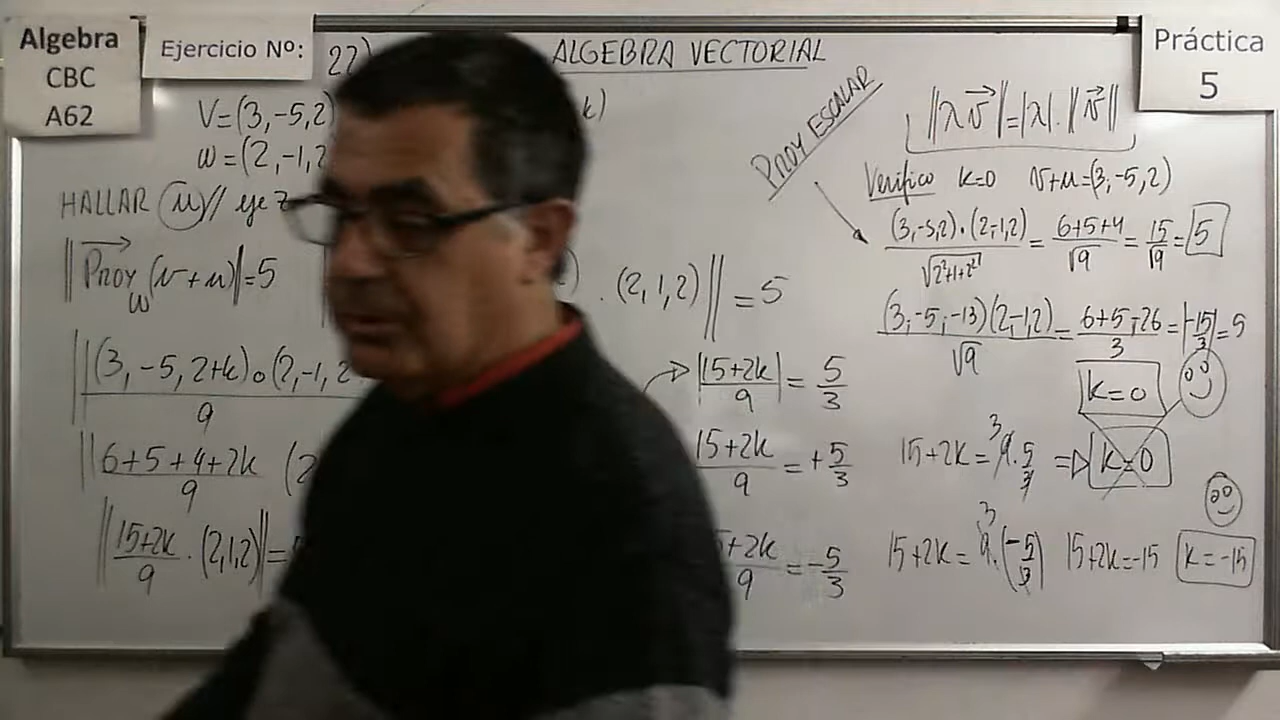 Algebra
CBC
A62
Ejercicio Nº:
22)
ALGEBRA VECTORIAL
Práctica
5
V=(3,-5,2)
k)
w=(2,-1,2
HALLAR u // eje z
||Proy w (v+u)||=5
||(3,-5,2+k)o(2,-1,2
9
||6+5+4+2k (2
9
||15+2k/9 . (2,1,2)||=
) . (2,1,2)||=5
|15+2k|/9 = 5/3
15+2k/9 = +5/3
5+2k/9 = -5/3
PROY ESCALAR
||λv||=|λ|.||v||
Verifico k=0 v+u=(3,-5,2)
(3,-5,2).(2,-1,2)/√2²+1+2² = 6+5+4/√9 = 15/√9 = 5
(3,-5,-13)(2,-1,2)/√9 = 6+5-26/3 = |-15/3|=5
k=0
15+2k=9.5/3 ⇒ k=0
3
15+2k=9.(-5/3) 15+2k=-15 k=-15
3